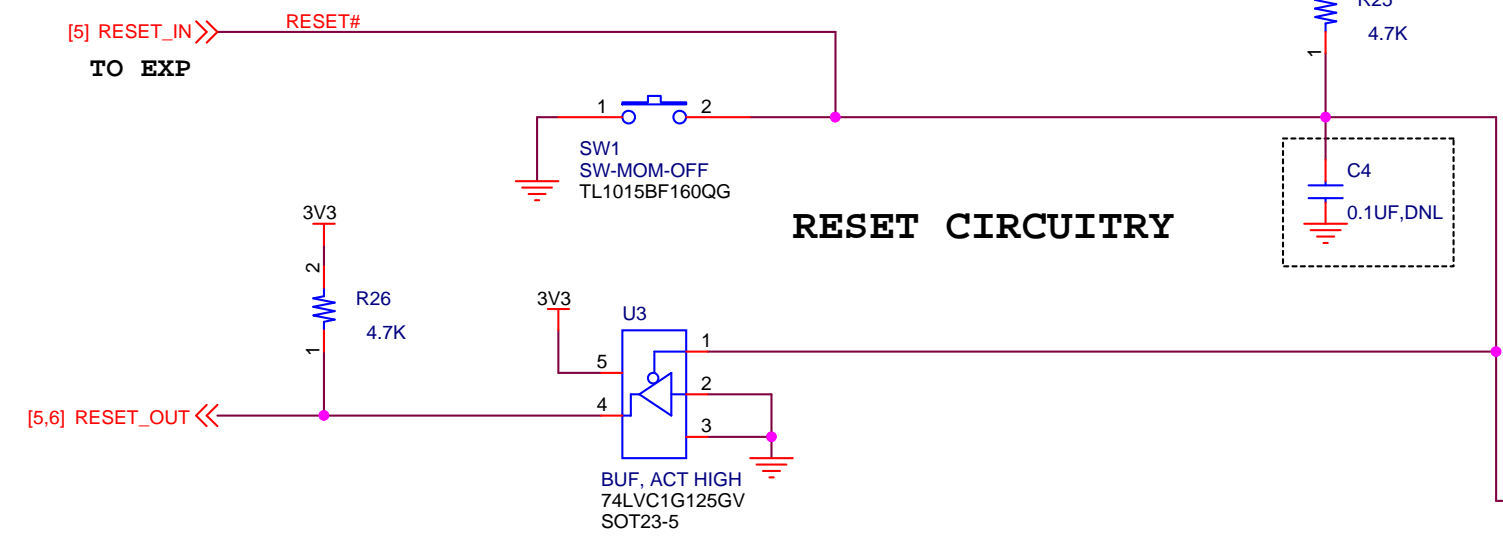 R25
4.7K
1
[5] RESET_IN
RESET#
TO EXP
1
2
SW1
SW-MOM-OFF
TL1015BF160QG
C4
0.1UF,DNL
RESET CIRCUITRY
3V3
2
R26
4.7K
1
3V3
U3
5
1
2
4
3
[5,6] RESET_OUT
BUF, ACT HIGH
74LVC1G125GV
SOT23-5